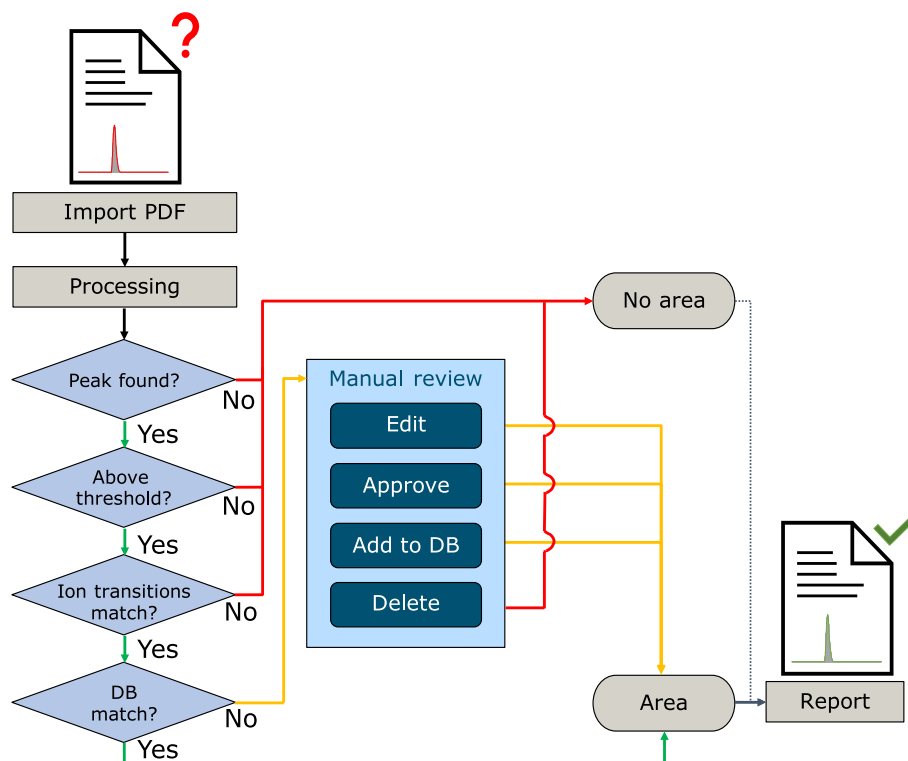 ?
Import PDF
Processing
No area
Peak found?
No
Manual review
Edit
Yes
Above
threshold?
No
Approve
Yes
Add to DB
Ion transitions
match?
No
Delete
Yes
DB
match?
No
Area
Report
Yes